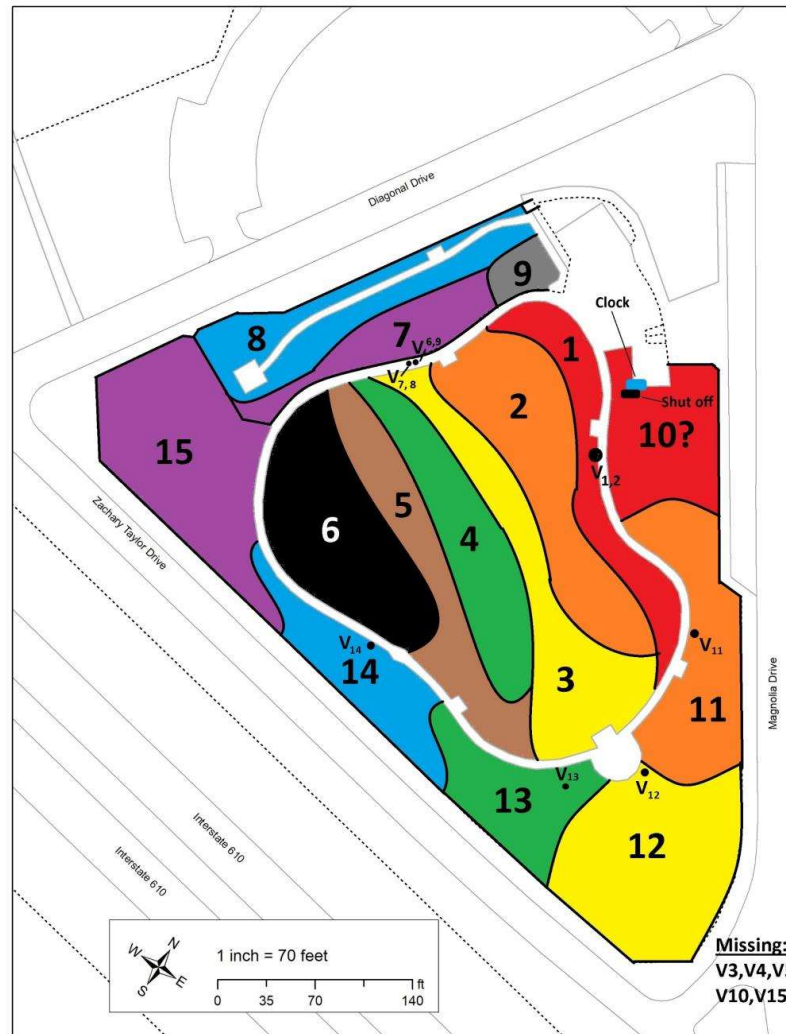 Diagonal Drive
9
8
7
V6,9
V7, 8
Clock
1
Shut off
2
10?
15
V1,2
5
6
4
Zachary Taylor Drive
V11
V14
14
3
11
Magnolia Drive
V13
V12
13
12
Interstate 610
Interstate 610
N
W
E
S
1 inch = 70 feet
ft
0 35 70 140
Missing:
V3,V4,V
V10,V15